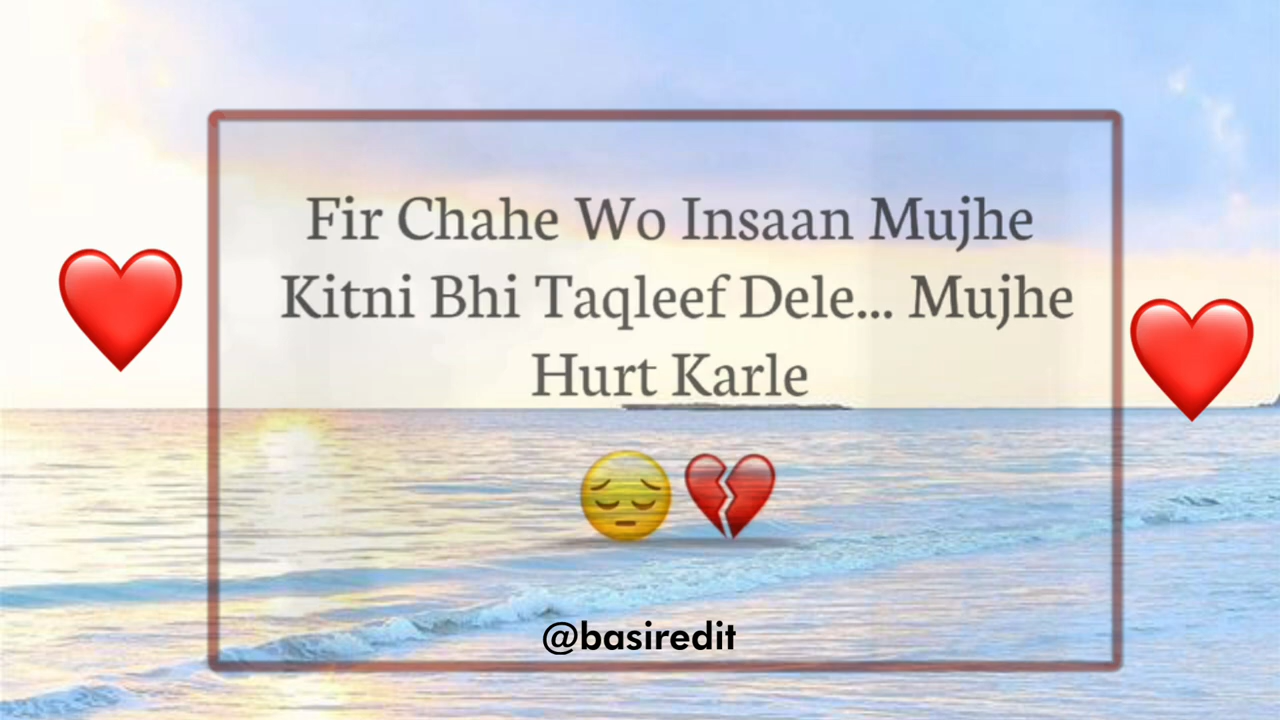 Fir Chahe Wo Insaan Mujhe
Kitni Bhi Taqleef Dele... Mujhe
Hurt Karle
@basiredit